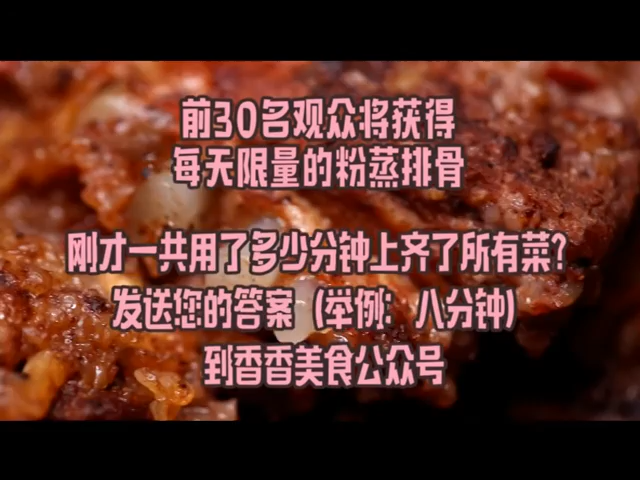 前30名观众将获得
每天限量的粉蒸排骨
刚才一共用了多少分钟上齐了所有菜?
发送您的答案（举例：八分钟）
到香香美食公众号